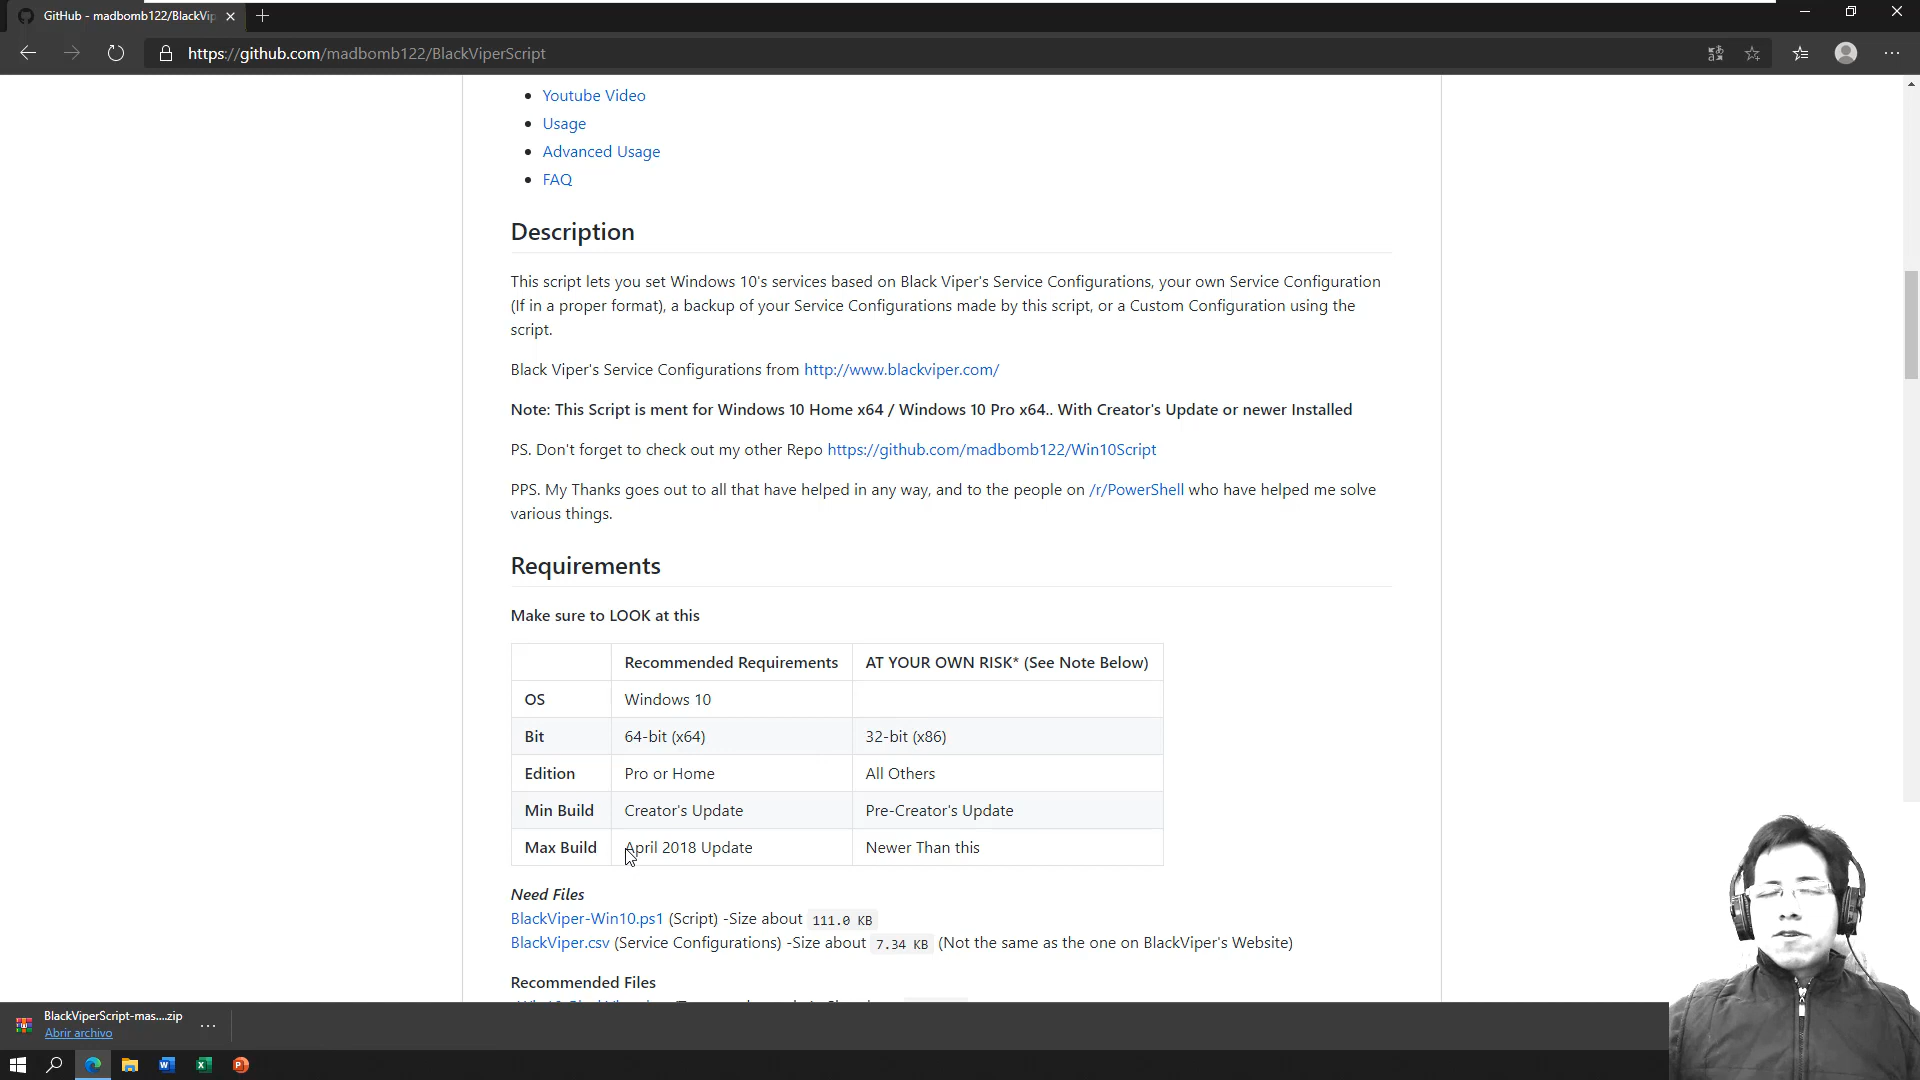 GitHub - madbomb122/BlackVip
https://github.com/madbomb122/BlackViperScript
Youtube Video
Usage
Advanced Usage
FAQ
Description
This script lets you set Windows 10's services based on Black Viper's Service Configurations, your own Service Configuration
(If in a proper format), a backup of your Service Configurations made by this script, or a Custom Configuration using the
script.
Black Viper's Service Configurations from http://www.blackviper.com/
Note: This Script is ment for Windows 10 Home x64 / Windows 10 Pro x64.. With Creator's Update or newer Installed
PS. Don't forget to check out my other Repo https://github.com/madbomb122/Win10Script
PPS. My Thanks goes out to all that have helped in any way, and to the people on /r/PowerShell who have helped me solve
various things.
Requirements
Make sure to LOOK at this
Recommended Requirements AT YOUR OWN RISK* (See Note Below)
OS Windows 10
Bit 64-bit (x64) 32-bit (x86)
Edition Pro or Home All Others
Min Build Creator's Update Pre-Creator's Update
Max Build April 2018 Update Newer Than this
Need Files
BlackViper-Win10.ps1 (Script) -Size about 111.0 KB
BlackViper.csv (Service Configurations) -Size about 7.34 KB (Not the same as the one on BlackViper's Website)
Recommended Files
BlackViperScript-mas....zip
Abrir archivo